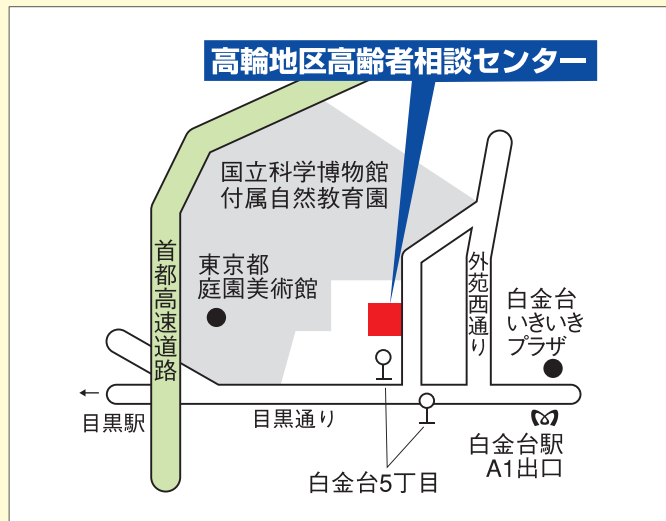 高輪地区高齢者相談センター
国立科学博物館
付属自然教育園
首都高速道路
東京都
庭園美術館
外苑西通り
白金台
いきいき
プラザ
目黒駅
目黒通り
白金台駅
A1出口
白金台5丁目